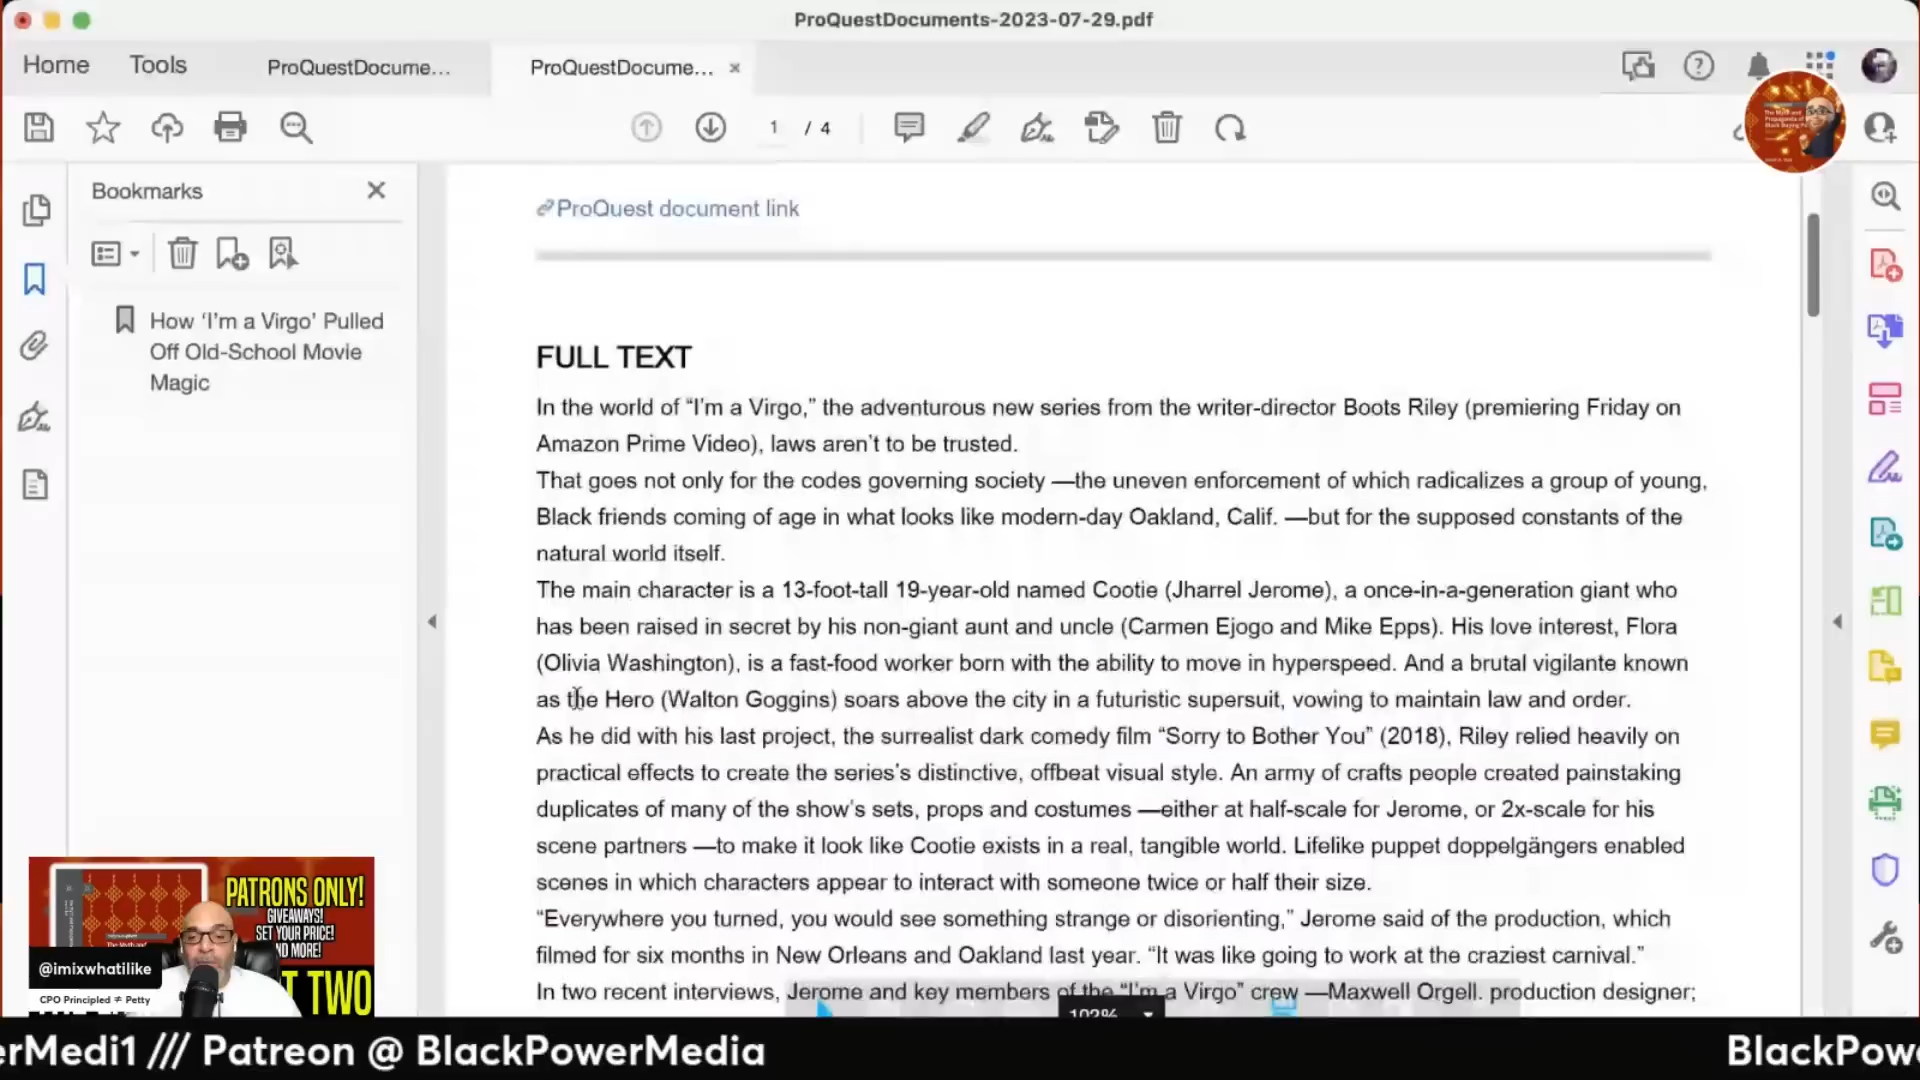 ProQuestDocuments-2023-07-29.pdf
Home
Tools
ProQuestDocume...
ProQuestDocume...
1 / 4
Bookmarks
How ‘I’m a Virgo’ Pulled
Off Old-School Movie
Magic
ProQuest document link
FULL TEXT
In the world of “I’m a Virgo,” the adventurous new series from the writer-director Boots Riley (premiering Friday on
Amazon Prime Video), laws aren’t to be trusted.
That goes not only for the codes governing society —the uneven enforcement of which radicalizes a group of young,
Black friends coming of age in what looks like modern-day Oakland, Calif. —but for the supposed constants of the
natural world itself.
The main character is a 13-foot-tall 19-year-old named Cootie (Jharrel Jerome), a once-in-a-generation giant who
has been raised in secret by his non-giant aunt and uncle (Carmen Ejogo and Mike Epps). His love interest, Flora
(Olivia Washington), is a fast-food worker born with the ability to move in hyperspeed. And a brutal vigilante known
as the Hero (Walton Goggins) soars above the city in a futuristic supersuit, vowing to maintain law and order.
As he did with his last project, the surrealist dark comedy film “Sorry to Bother You” (2018), Riley relied heavily on
practical effects to create the series’s distinctive, offbeat visual style. An army of crafts people created painstaking
duplicates of many of the show’s sets, props and costumes —either at half-scale for Jerome, or 2x-scale for his
scene partners —to make it look like Cootie exists in a real, tangible world. Lifelike puppet doppelgängers enabled
scenes in which characters appear to interact with someone twice or half their size.
“Everywhere you turned, you would see something strange or disorienting,” Jerome said of the production, which
filmed for six months in New Orleans and Oakland last year. “It was like going to work at the craziest carnival.”
In two recent interviews, Jerome and key members of the “I’m a Virgo” crew —Maxwell Orgell. production designer;
102%
PATRONS ONLY!
GIVEAWAYS!
SET YOUR PRICE!
ND MORE!
T TWO
@imixwhatilike
CPO Principled ≠ Petty
erMedi1 /// Patreon @ BlackPowerMedia
BlackPow